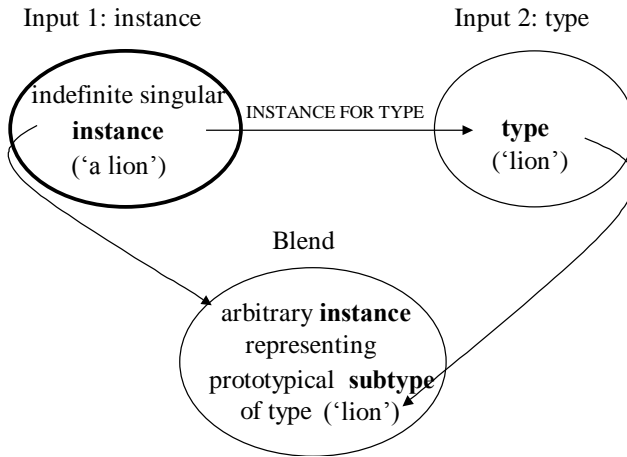 Input 1: instance
Input 2: type
indefinite singular
instance
(‘a lion’)
INSTANCE FOR TYPE
type
(‘lion’)
Blend
arbitrary instance
representing
prototypical subtype
of type (‘lion’)